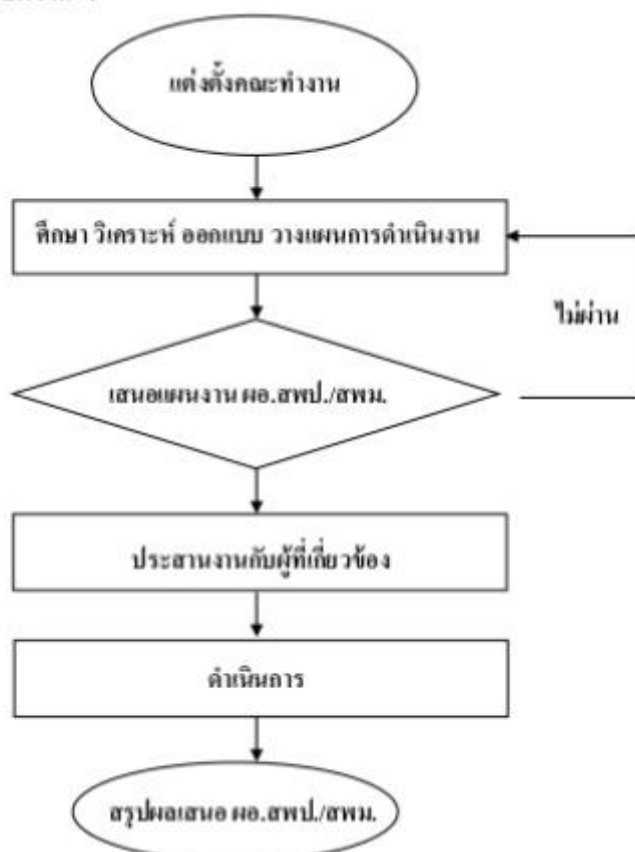 แต่งตั้งคณะทำงาน
ศึกษา วิเคราะห์ ออกแบบ วางแผนการดำเนินงาน
ไม่ผ่าน
เสนอแผนงาน ผอ.สพป./สพม.
ประสานงานกับผู้ที่เกี่ยวข้อง
ดำเนินการ
สรุปผลเสนอ ผอ.สพป./สพม.